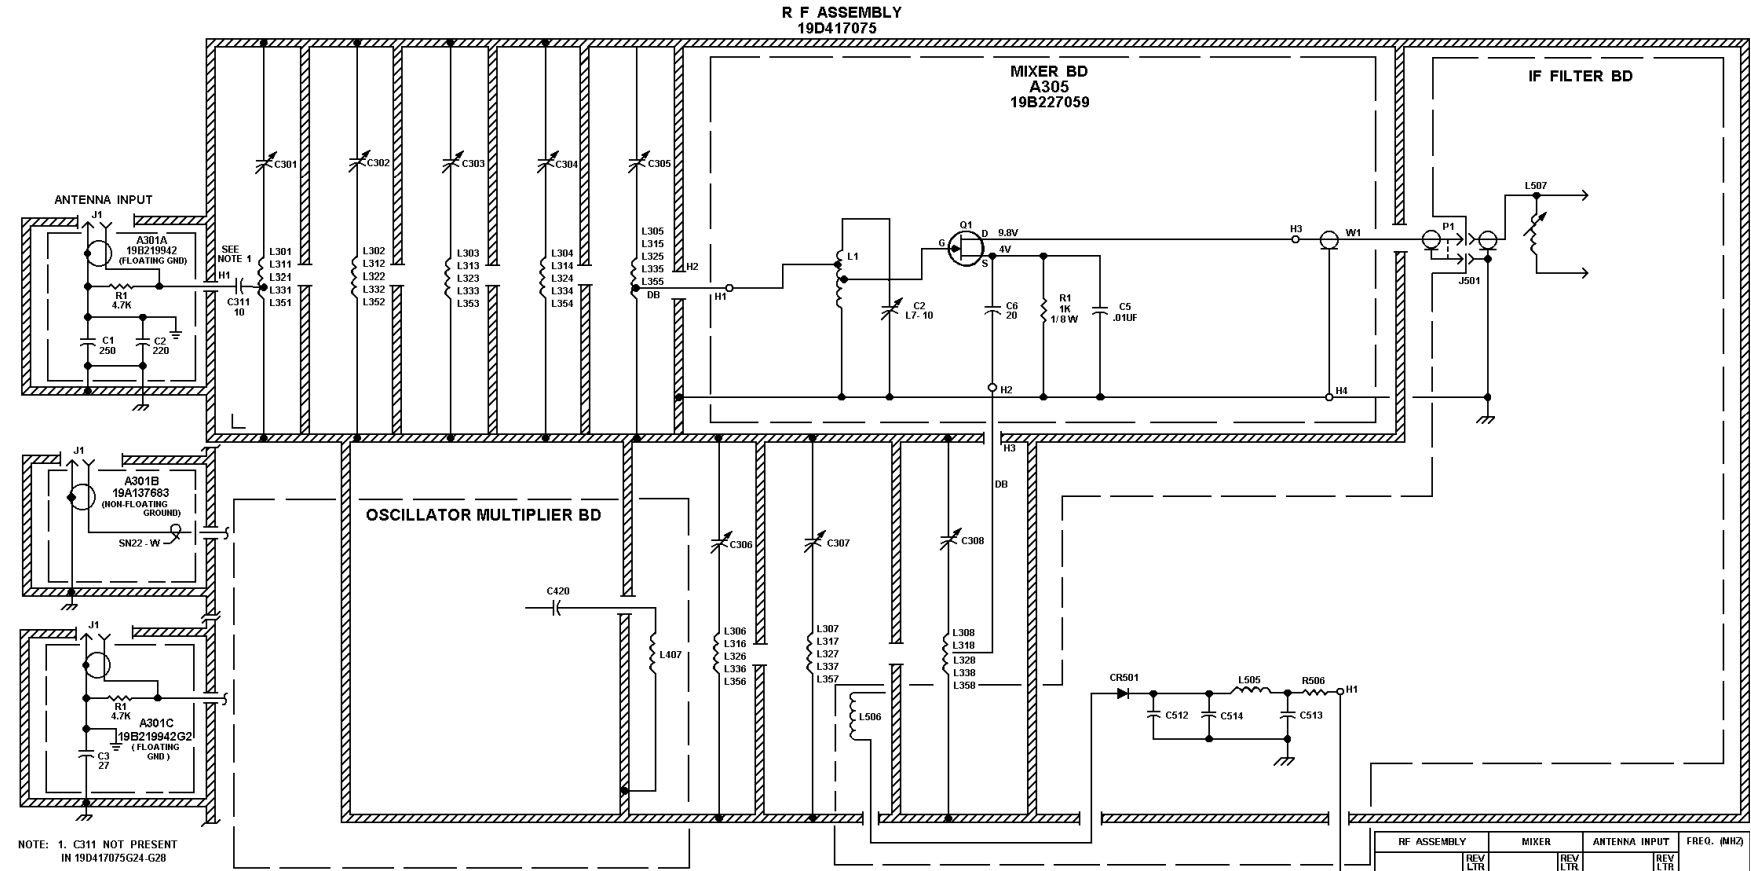 R F ASSEMBLY
19D417075
MIXER BD
A305
19B227059
IF FILTER BD
C301
C302
C303
C304
C305
ANTENNA INPUT
J1
A301A
19B219942
(FLOATING GND)
R1
4.7K
C1
250
C2
220
SEE
NOTE 1
H1
C311
10
L301
L311
L321
L331
L351
L302
L312
L322
L332
L352
L303
L313
L323
L333
L353
L304
L314
L324
L334
L354
L305
L315
L325
L335
L355
DB
H2
H1
L1
C2
L7-10
Q1
G
D
S
9.8V
4V
C6
20
R1
1K
1/8 W
C5
.01UF
H2
H3
W1
H4
P1
J501
L507
H3
DB
J1
A301B
19A137683
(NON-FLOATING
GROUND)
SN22 - W
OSCILLATOR MULTIPLIER BD
C420
L407
C306
C307
C308
L306
L316
L326
L336
L356
L307
L317
L327
L337
L357
L308
L318
L328
L338
L358
L506
CR501
C512
C514
L505
R506
C513
H1
J1
R1
4.7K
A301C
19B219942G2
(FLOATING
GND)
C3
27
NOTE: 1. C311 NOT PRESENT
IN 19D417075G24-G28
RF ASSEMBLY
MIXER
ANTENNA INPUT
FREQ. (MHZ)
REV
LTR
REV
LTR
REV
LTR